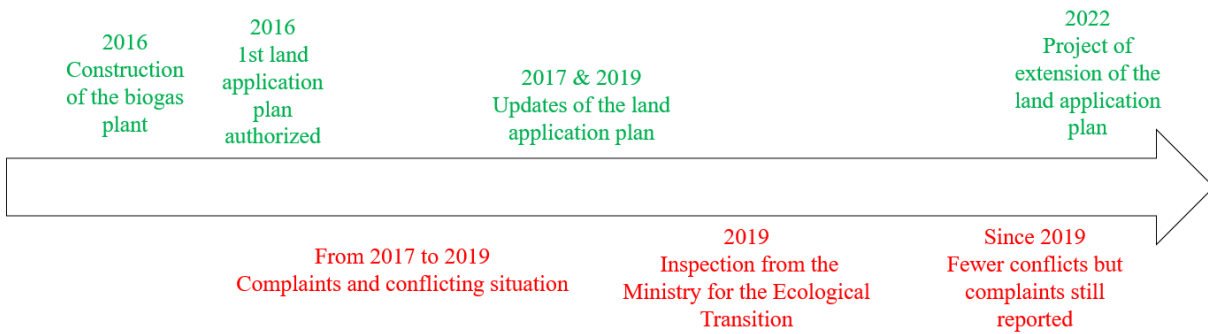 2016
Construction
of the biogas
plant
2016
1st land
application
plan
authorized
2017 & 2019
Updates of the land
application plan
2022
Project of
extension of the
land application
plan
From 2017 to 2019
Complaints and conflicting situation
2019
Inspection from the
Ministry for the Ecological
Transition
Since 2019
Fewer conflicts but
complaints still
reported